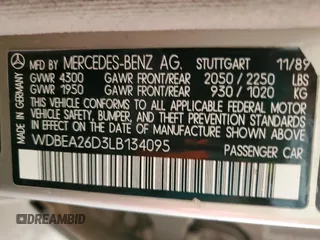 MFD BY MERCEDES-BENZ AG. STUTTGART 11/89
GVWR 4300 GAWR FRONT/REAR 2050/2250 LBS
GVWR 1950 GAWR FRONT/REAR 930/1020 KG
THIS VEHICLE CONFORMS TO ALL APPLICABLE U.S. FEDERAL
MOTOR VEHICLE SAFETY, BUMPER, AND THEFT PREVENTION
STANDARDS IN EFFECT ON THE DATE OF MANUFACTURE SHOWN ABOVE
WDBEA26D3LB134095 PASSENGER CAR
MADE IN GERMANY
DREAMBID